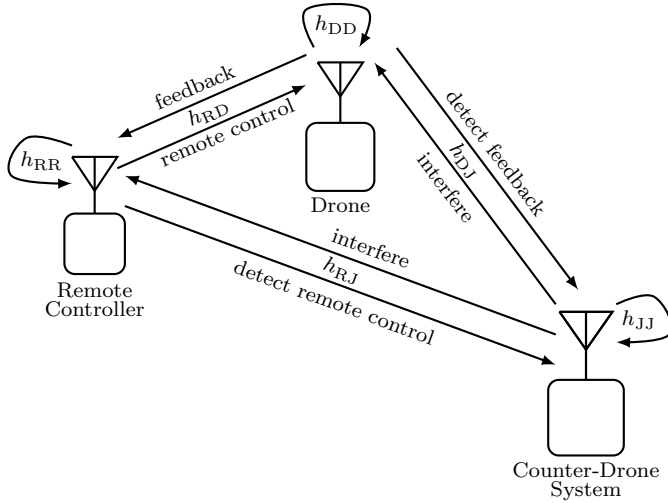 h_DD
feedback
h_RD
remote control
h_RR
Drone
detect feedback
h_DJ
interfere
interfere
h_RJ
detect remote control
Remote
Controller
h_JJ
Counter-Drone
System